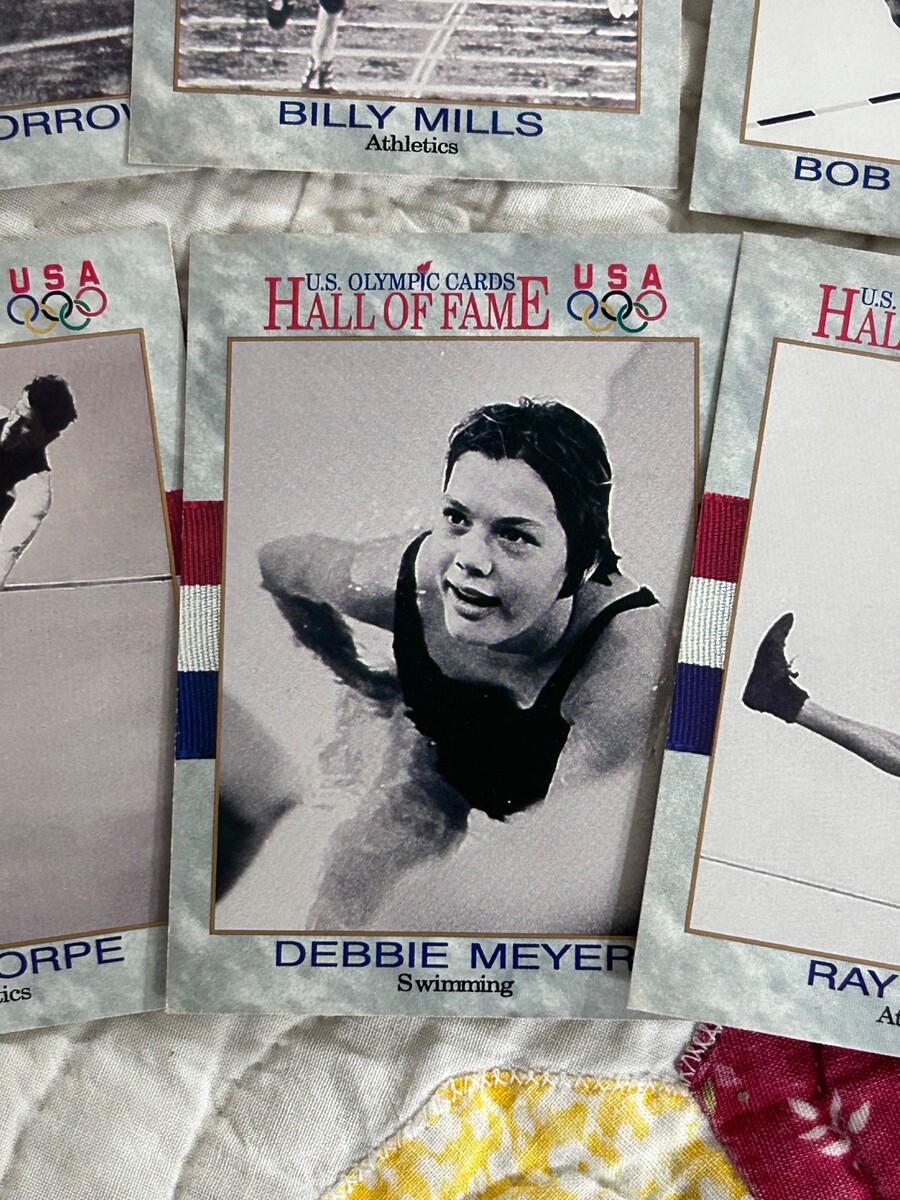 ORROW
BILLY MILLS
Athletics
BOB
USA
U.S. OLYMPIC CARDS
HALL OF FAME
USA
U.S.
HAL
ORPE
tics
DEBBIE MEYER
Swimming
RAY
At